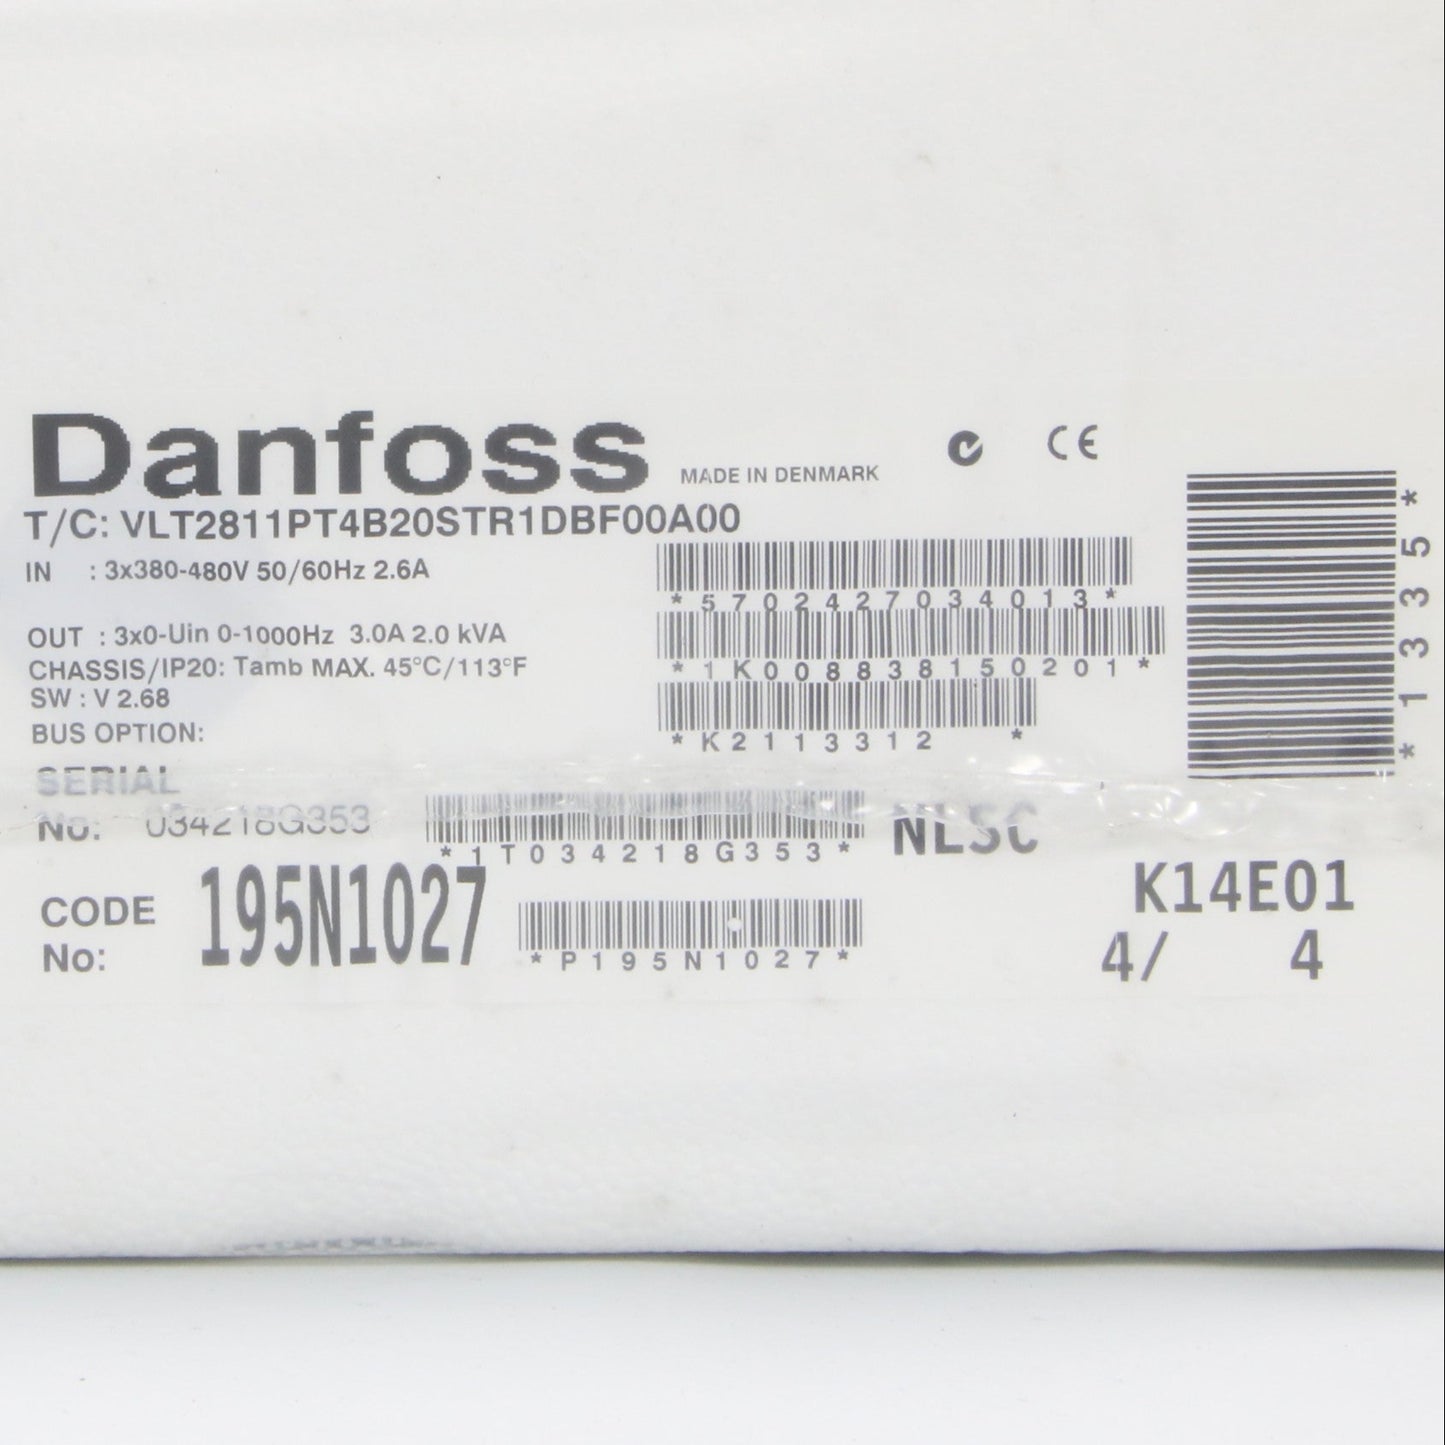 Danfoss MADE IN DENMARK CE
T/C: VLT2811PT4B20STR1DBF00A00
IN : 3x380-480V 50/60Hz 2.6A
*5702427034013*
OUT : 3x0-Uin 0-1000Hz 3.0A 2.0 kVA
CHASSIS/IP20: Tamb MAX. 45°C/113°F
*1K008838150201*
SW : V 2.68
BUS OPTION:
*K2113312 *
*1335*
SERIAL
No: 034218G353
*1T034218G353*
NLSC
CODE
No: 195N1027
*P195N1027*
K14E01
4/ 4